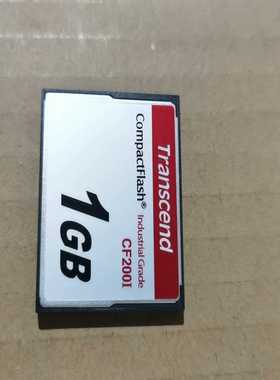 Transcend
CompactFlash® Industrial Grade
CF200I
1GB